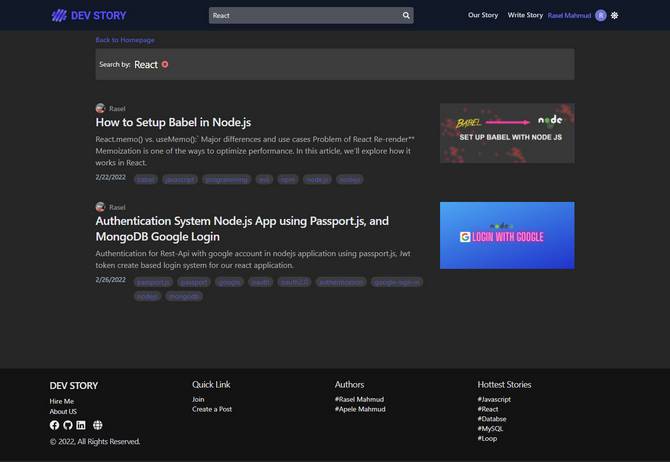 DEV STORY
React
Our Story
Write Story
Rasel Mahmud
R
Back to Homepage
Search by: React
Rasel
How to Setup Babel in Node.js
React.memo() vs. useMemo():` Major differences and use cases Problem of React Re-render**
Memoization is one of the ways to optimize performance. In this article, we'll explore how it
works in React.
2/22/2022 babel javascript programming es6 npm node.js nodejs
BABEL node
SET UP BABEL WITH NODE JS
Rasel
Authentication System Node.js App using Passport.js, and
MongoDB Google Login
Authentication for Rest-Api with google account in nodejs application using passport.js, Jwt
token create based login system for our react application.
2/26/2022 passport.js passport google oauth oauth2.0 authentication google-sign-in
nodejs mongodb
node
G LOGIN WITH GOOGLE
DEV STORY
Hire Me
About US
© 2022, All Rights Reserved.
Quick Link
Join
Create a Post
Authors
#Rasel Mahmud
#Apele Mahmud
Hottest Stories
#Javascript
#React
#Databse
#MySQL
#Loop